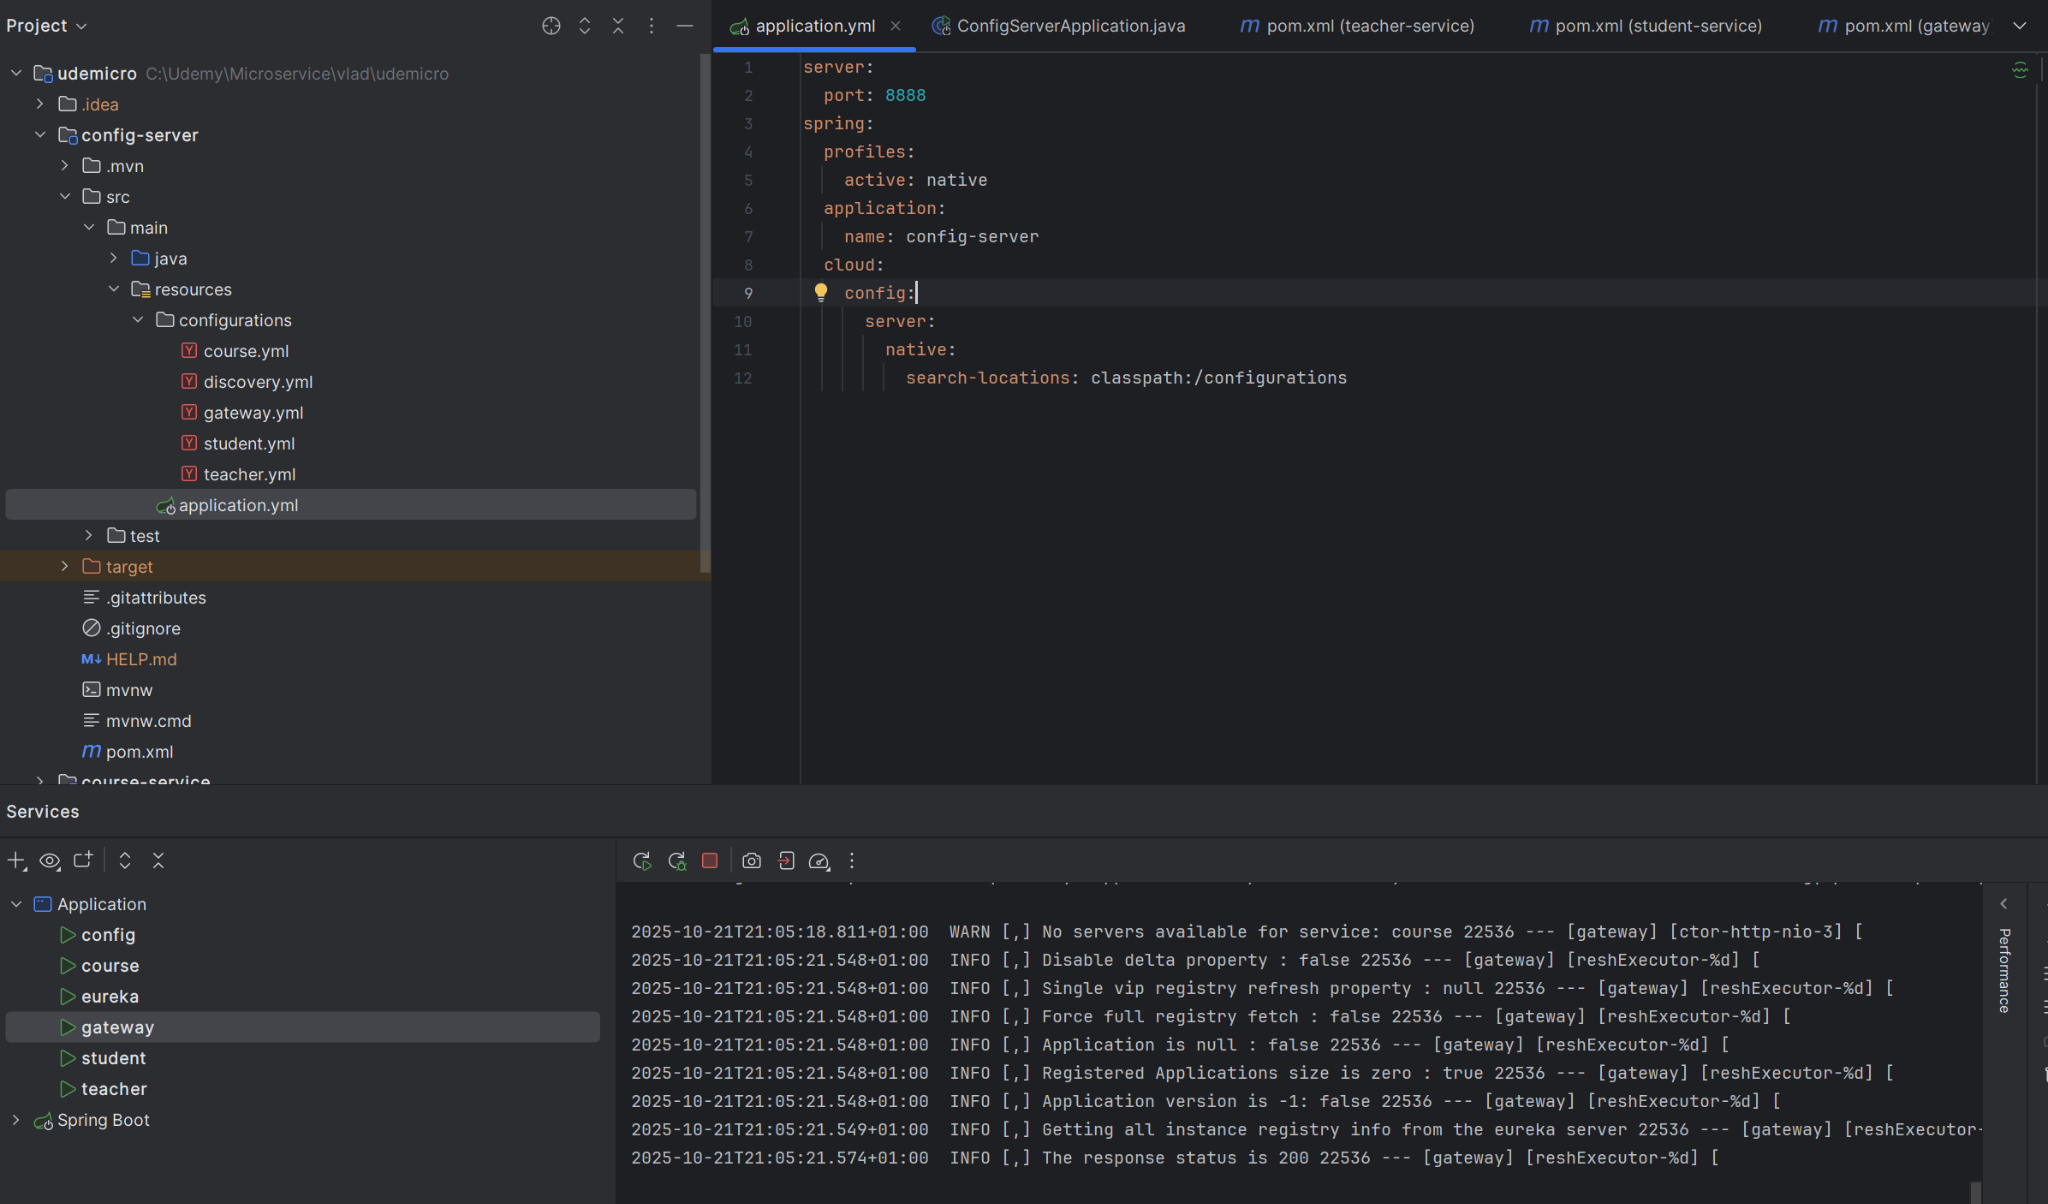 Project
application.yml
ConfigServerApplication.java
pom.xml (teacher-service)
pom.xml (student-service)
pom.xml (gateway
udemicro C:\Udemy\Microservice\vlad\udemicro
.idea
config-server
.mvn
src
main
java
resources
configurations
course.yml
discovery.yml
gateway.yml
student.yml
teacher.yml
application.yml
test
target
.gitattributes
.gitignore
HELP.md
mvnw
mvnw.cmd
pom.xml
course-service
1 server:
2 port: 8888
3 spring:
4 profiles:
5 active: native
6 application:
7 name: config-server
8 cloud:
9 config:
10 server:
11 native:
12 search-locations: classpath:/configurations
Services
Application
config
course
eureka
gateway
student
teacher
Spring Boot
2025-10-21T21:05:18.811+01:00 WARN [,] No servers available for service: course 22536 --- [gateway] [ctor-http-nio-3] [
2025-10-21T21:05:21.548+01:00 INFO [,] Disable delta property : false 22536 --- [gateway] [reshExecutor-%d] [
2025-10-21T21:05:21.548+01:00 INFO [,] Single vip registry refresh property : null 22536 --- [gateway] [reshExecutor-%d] [
2025-10-21T21:05:21.548+01:00 INFO [,] Force full registry fetch : false 22536 --- [gateway] [reshExecutor-%d] [
2025-10-21T21:05:21.548+01:00 INFO [,] Application is null : false 22536 --- [gateway] [reshExecutor-%d] [
2025-10-21T21:05:21.548+01:00 INFO [,] Registered Applications size is zero : true 22536 --- [gateway] [reshExecutor-%d] [
2025-10-21T21:05:21.548+01:00 INFO [,] Application version is -1: false 22536 --- [gateway] [reshExecutor-%d] [
2025-10-21T21:05:21.549+01:00 INFO [,] Getting all instance registry info from the eureka server 22536 --- [gateway] [reshExecutor-
2025-10-21T21:05:21.574+01:00 INFO [,] The response status is 200 22536 --- [gateway] [reshExecutor-%d] [
Performance